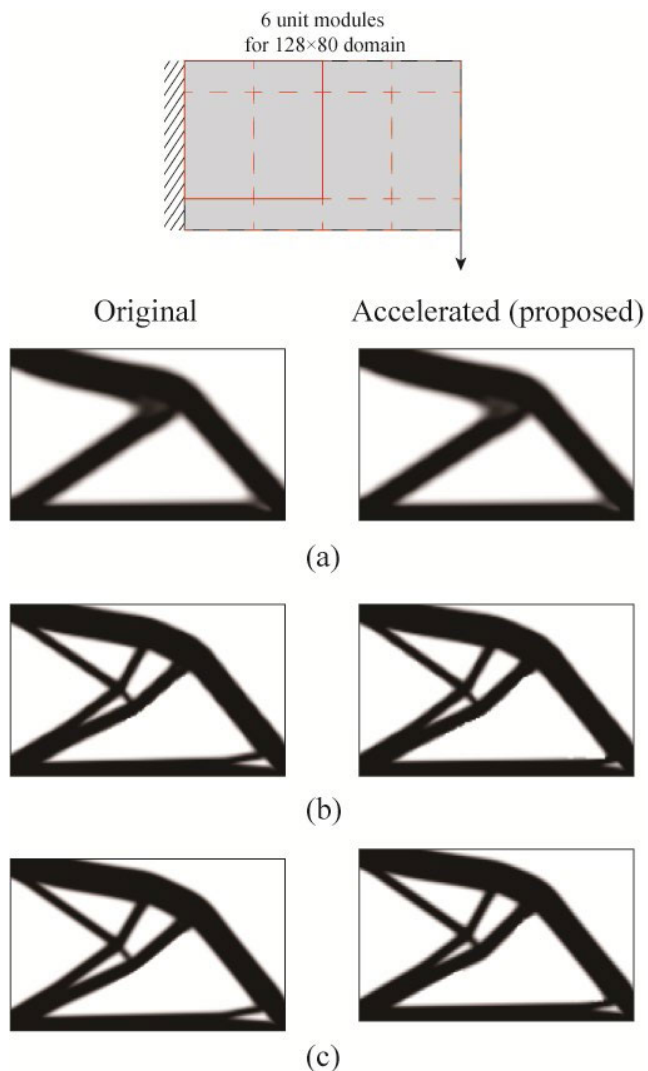 6 unit modules
for 128×80 domain
Original
Accelerated (proposed)
(a)
(b)
(c)